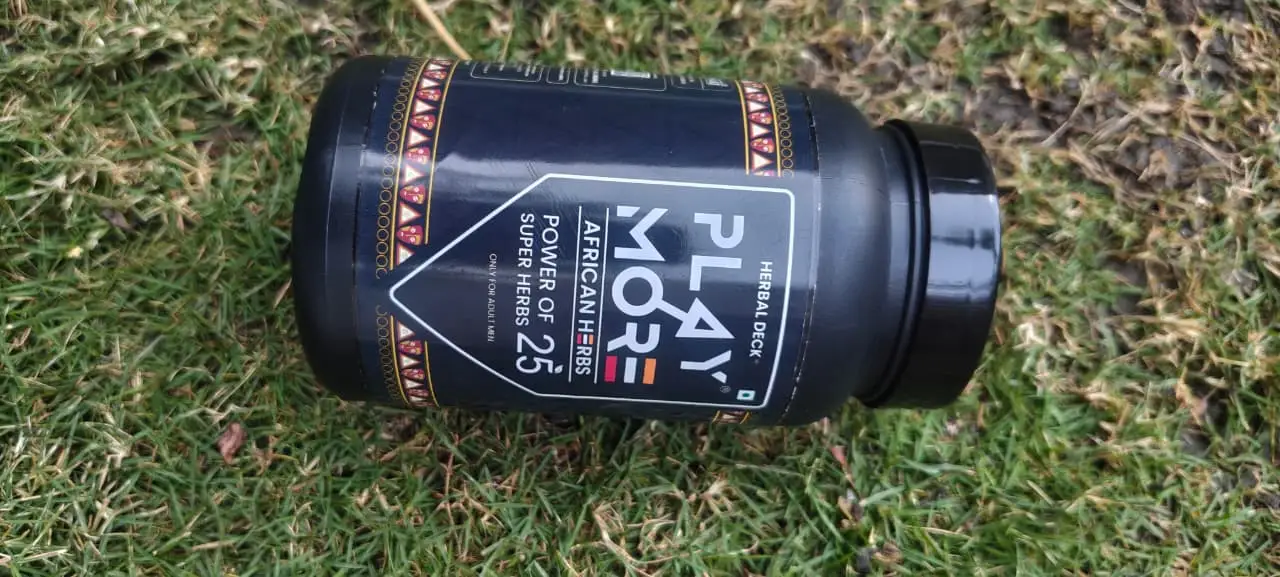 HERBAL DECK®
PLAY®
MORE
AFRICAN HERBS
POWER OF
SUPER HERBS 25
ONLY FOR ADULT MEN